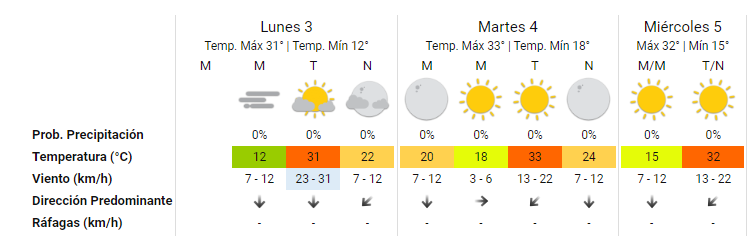 Lunes 3 Martes 4 Miércoles 5
Temp. Máx 31° | Temp. Mín 12° Temp. Máx 33° | Temp. Mín 18° Máx 32° | Mín 15°
M M T N M M T N M/M T/N
Prob. Precipitación 0% 0% 0% 0% 0% 0% 0% 0% 0%
Temperatura (°C) 12 31 22 20 18 33 24 15 32
Viento (km/h) 7 - 12 23 - 31 7 - 12 7 - 12 3 - 6 13 - 22 7 - 12 7 - 12 13 - 22
Dirección Predominante
Ráfagas (km/h) - - - - - - - - -